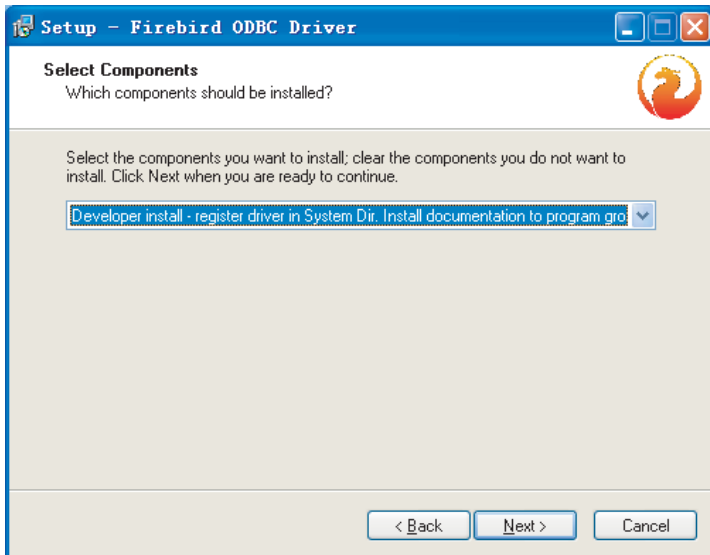 Setup - Firebird ODBC Driver
Select Components
Which components should be installed?
Select the components you want to install; clear the components you do not want to
install. Click Next when you are ready to continue.
Developer install - register driver in System Dir. Install documentation to program gro
< Back
Next >
Cancel